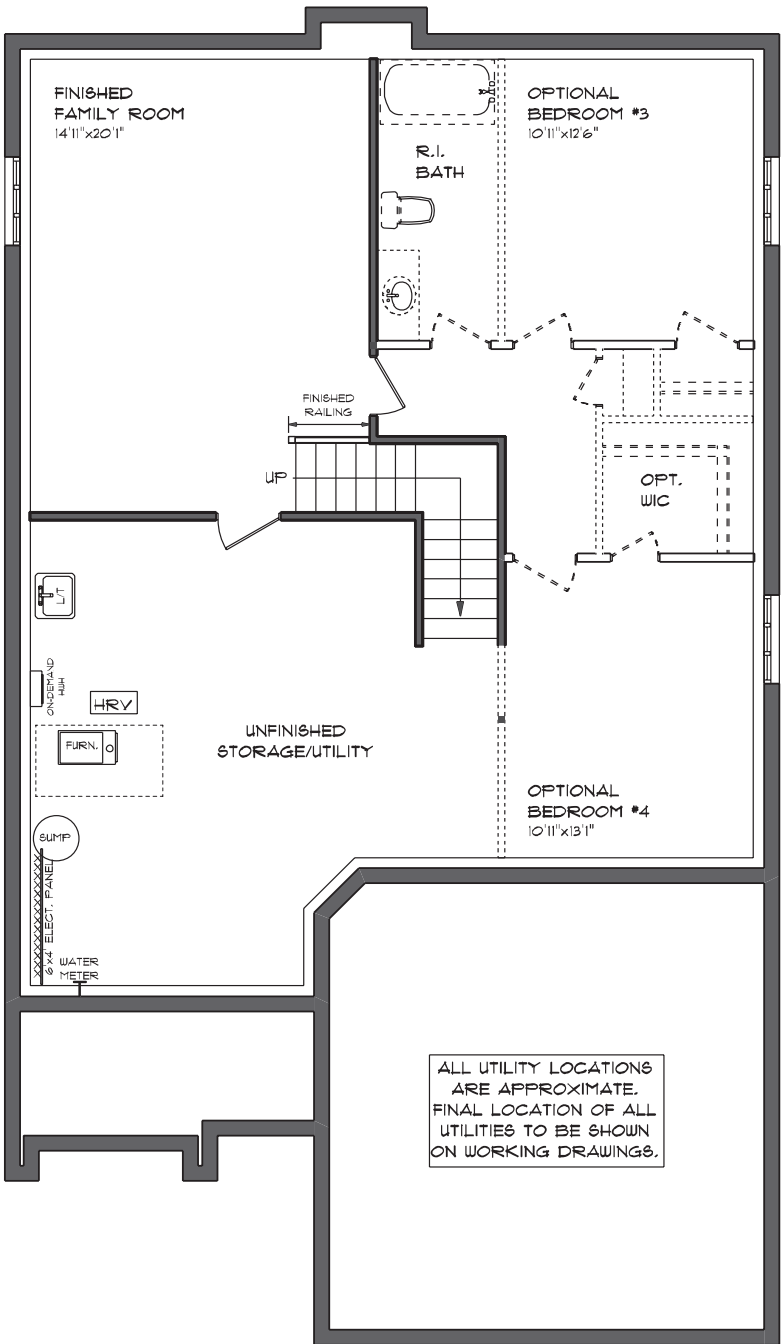 FINISHED
FAMILY ROOM
14'11"x20'1"
OPTIONAL
BEDROOM #3
10'11"x12'6"
R.I.
BATH
FINISHED
RAILING
UP
OPT.
WIC
L/T
ON-DEMAND
HWH
HRV
FURN.
UNFINISHED
STORAGE/UTILITY
OPTIONAL
BEDROOM #4
10'11"x13'1"
SUMP
6'x4' ELECT. PANEL
WATER
METER
ALL UTILITY LOCATIONS
ARE APPROXIMATE.
FINAL LOCATION OF ALL
UTILITIES TO BE SHOWN
ON WORKING DRAWINGS.